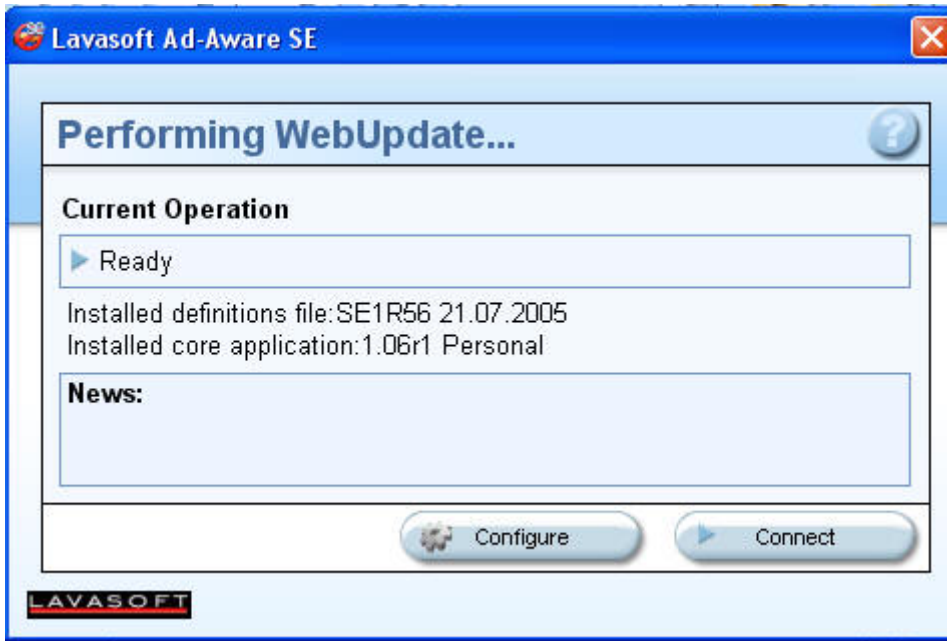 Lavasoft Ad-Aware SE
Performing WebUpdate...
?
Current Operation
Ready
Installed definitions file:SE1R56 21.07.2005
Installed core application:1.06r1 Personal
News:
Configure
Connect
LAVASOFT